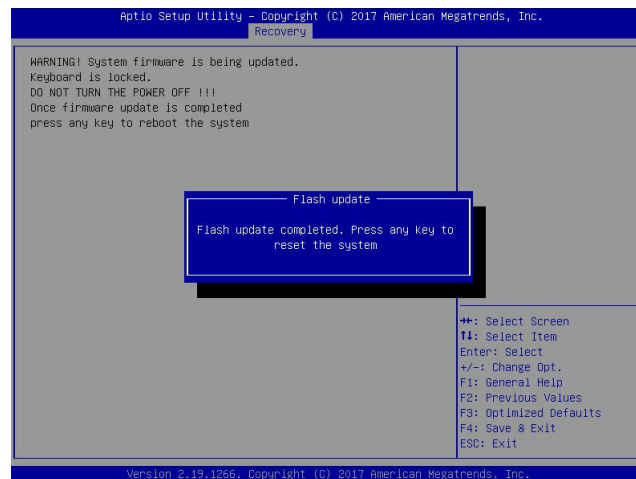 Aptio Setup Utility – Copyright (C) 2017 American Megatrends, Inc.
Recovery
WARNING! System firmware is being updated.
Keyboard is locked.
DO NOT TURN THE POWER OFF !!!
Once firmware update is completed
press any key to reboot the system
Flash update
Flash update completed. Press any key to
reset the system
→←: Select Screen
↑↓: Select Item
Enter: Select
+/-: Change Opt.
F1: General Help
F2: Previous Values
F3: Optimized Defaults
F4: Save & Exit
ESC: Exit
Version 2.19.1266. Copyright (C) 2017 American Megatrends, Inc.